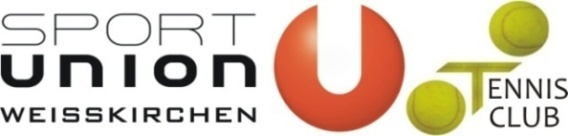 SPORT
UNION
WEISSKIRCHEN
U
TENNIS
CLUB